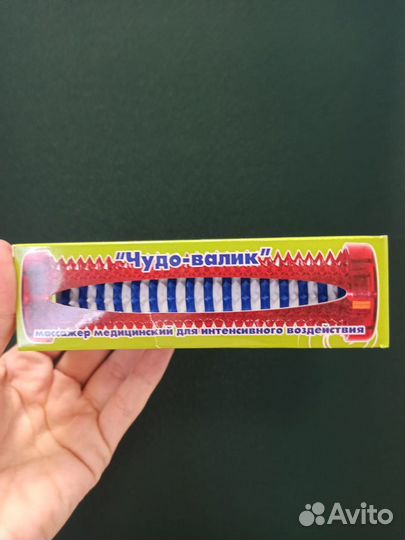 "Чудо-валик"
массажер медицинский для интенсивного воздействия
Avito